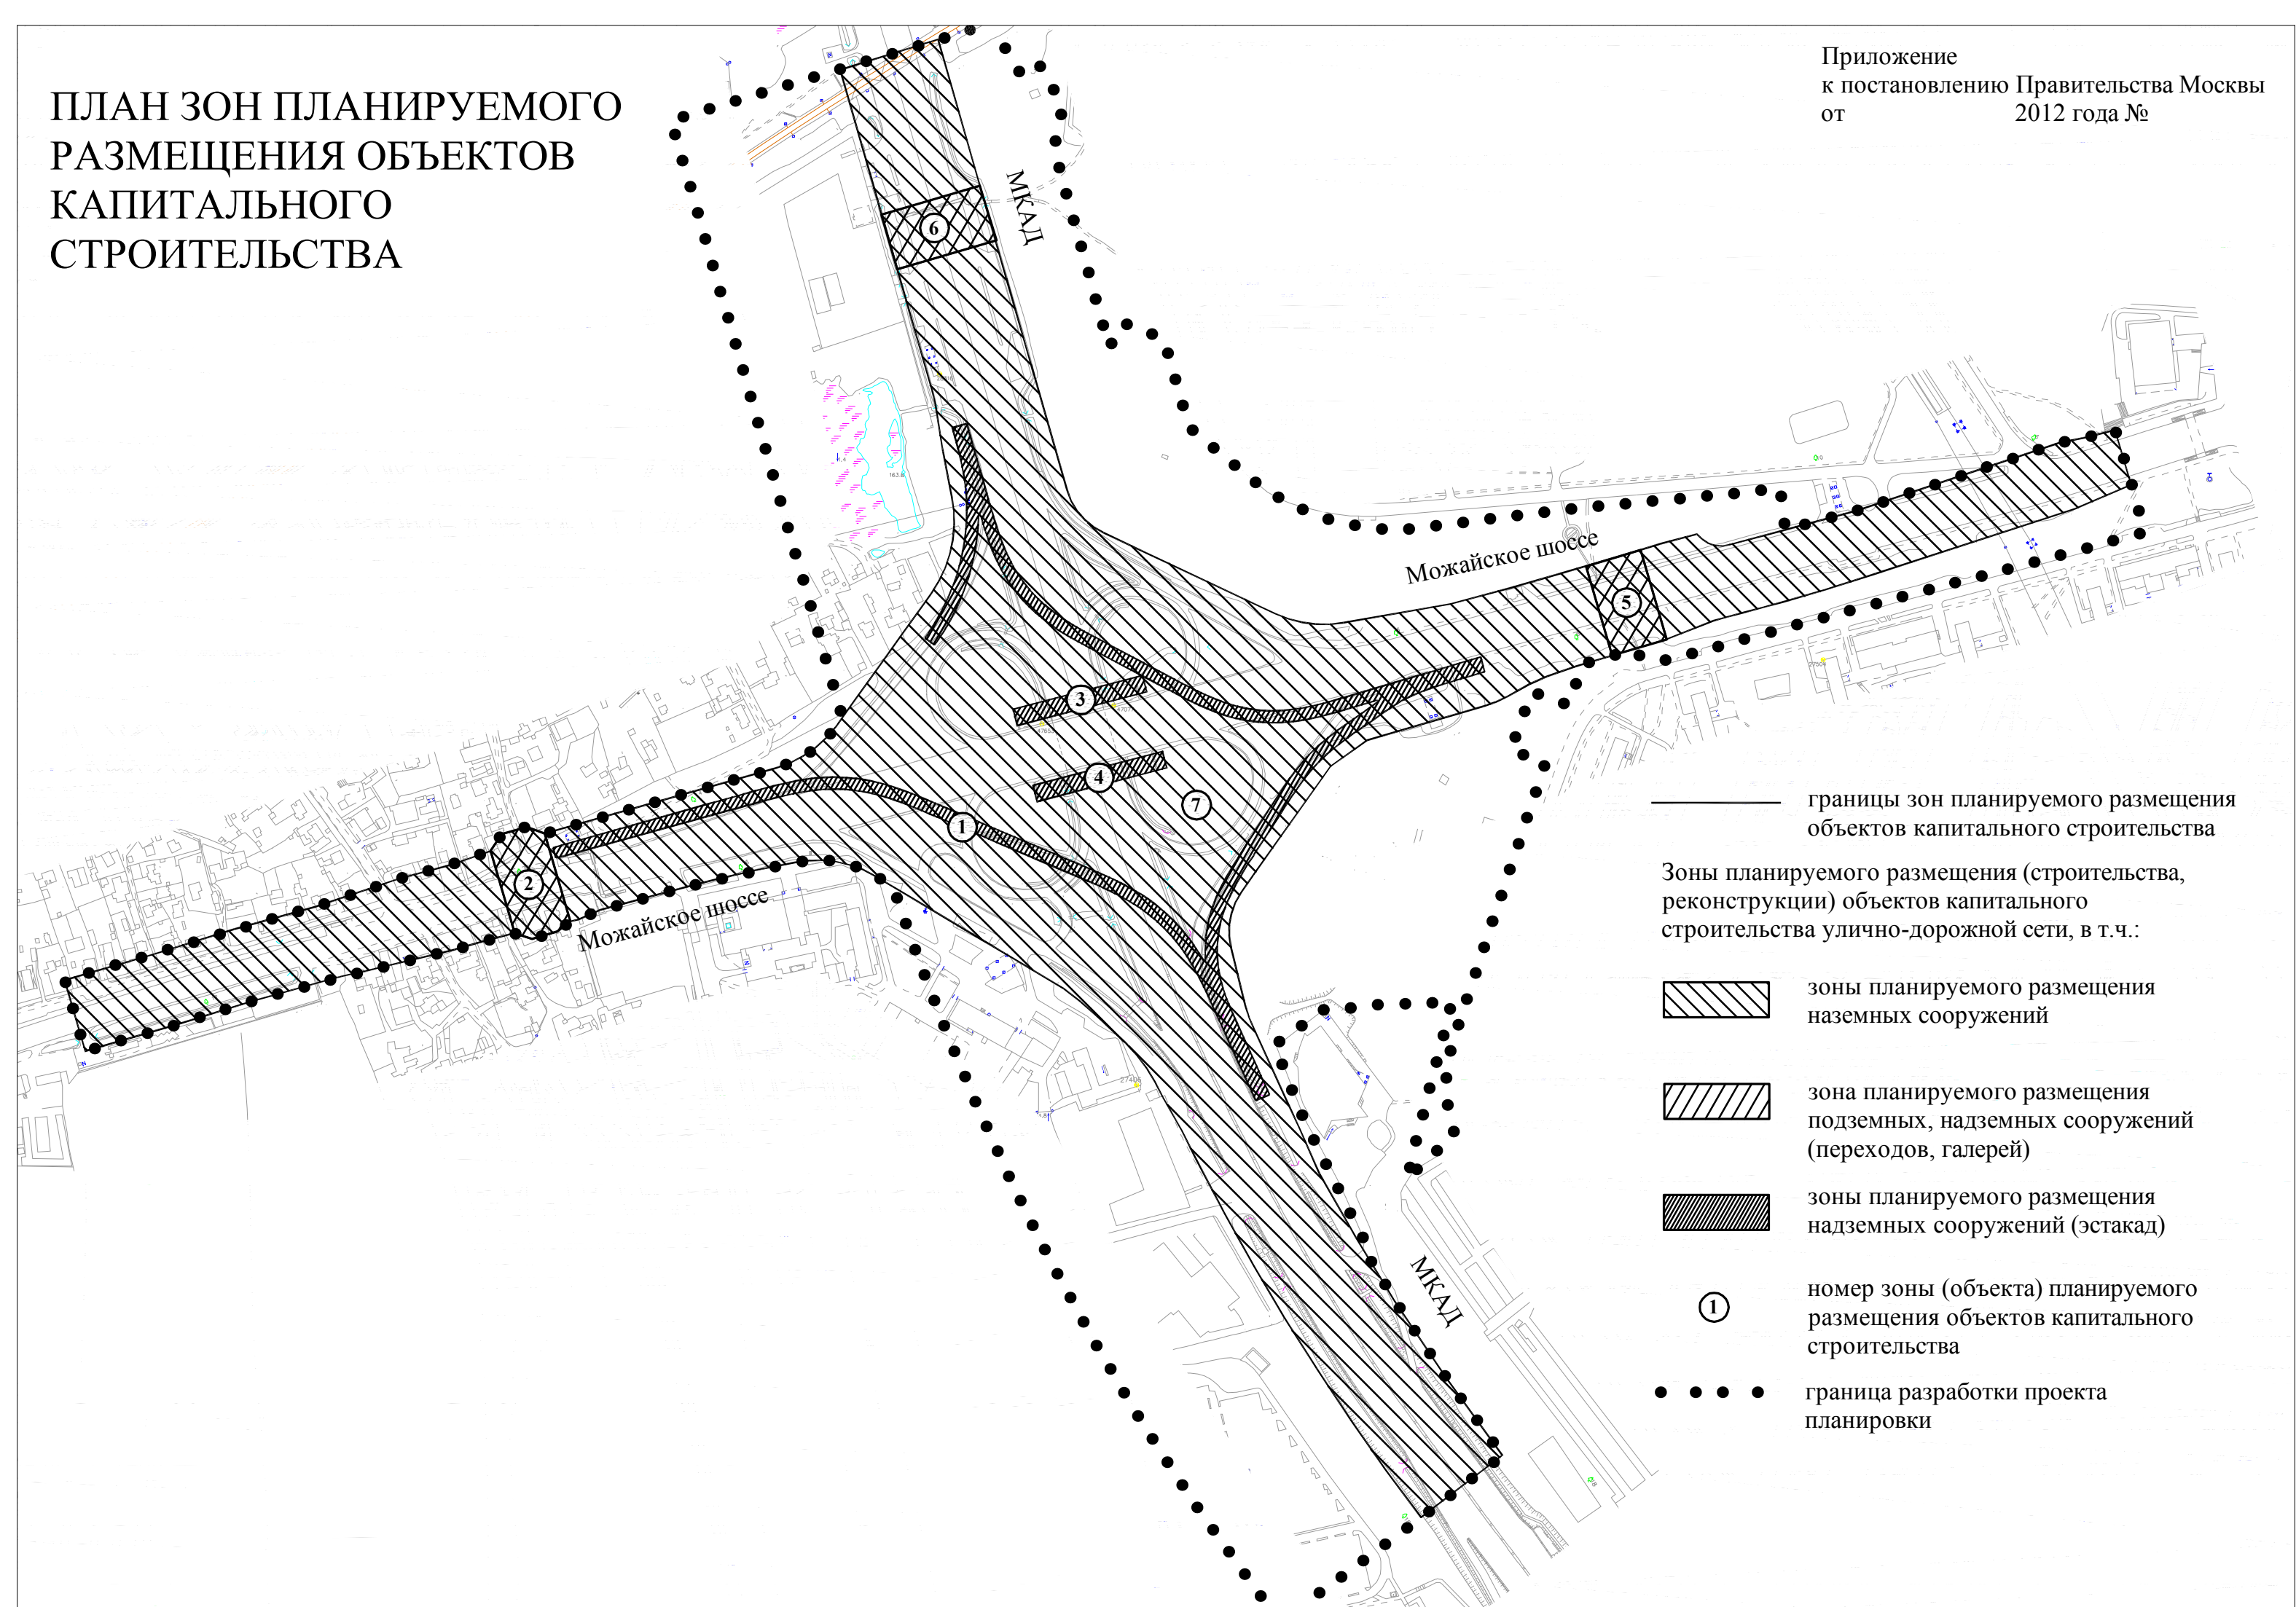 ПЛАН ЗОН ПЛАНИРУЕМОГО
РАЗМЕЩЕНИЯ ОБЪЕКТОВ
КАПИТАЛЬНОГО
СТРОИТЕЛЬСТВА
Приложение
к постановлению Правительства Москвы
от 2012 года №
МКАД
6
Можайское шоссе
5
3
4
7
1
2
Можайское шоссе
МКАД
163.8
границы зон планируемого размещения
объектов капитального строительства
Зоны планируемого размещения (строительства,
реконструкции) объектов капитального
строительства улично-дорожной сети, в т.ч.:
зоны планируемого размещения
наземных сооружений
зона планируемого размещения
подземных, надземных сооружений
(переходов, галерей)
зоны планируемого размещения
надземных сооружений (эстакад)
1
номер зоны (объекта) планируемого
размещения объектов капитального
строительства
граница разработки проекта
планировки